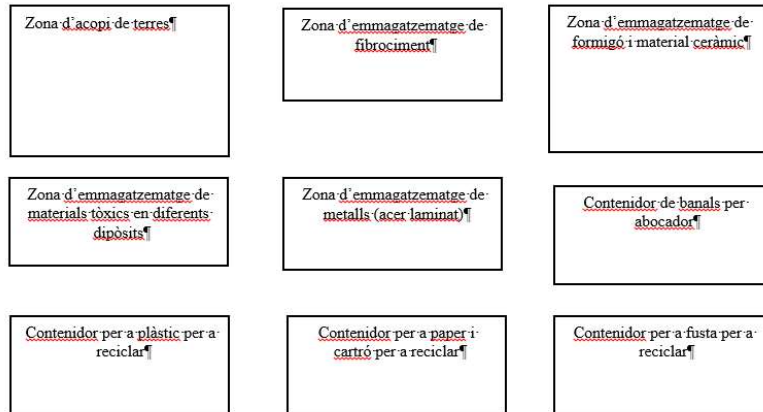 Zona d'acopi de terres¶
Zona d'emmagatzematge de
fibrociment¶
Zona d'emmagatzematge de
formigó i material ceràmic¶
Zona d'emmagatzematge de
materials tòxics en diferents
dipòsits¶
Zona d'emmagatzematge de
metalls (acer laminat)¶
Contenidor de banals per
abocador¶
Contenidor per a plàstic per a
reciclar¶
Contenidor per a paper i
cartró per a reciclar¶
Contenidor per a fusta per a
reciclar¶